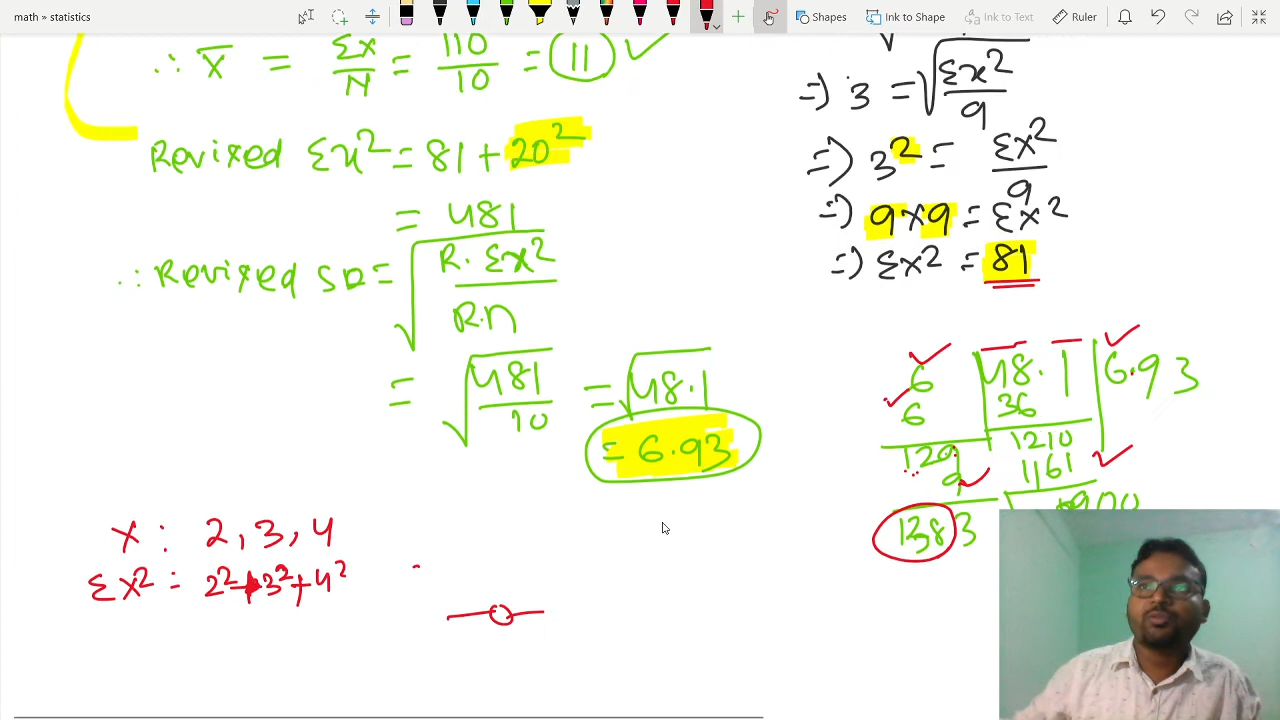 math » statistics
Shapes
Ink to Shape
Ink to Text
Ruler
∴ X̅ = Σx/N = 110/10 = 11
Revised Σx² = 81 + 20²
= 481
∴ Revised SD = √(R. Σx²/R.n)
= √(481/10) = √48.1
= 6.93
X : 2, 3, 4
Σx² = 2² + 3² + 4²
=) 3 = √(Σx²/9)
=) 3² = Σx²/9
=) 9×9 = Σx²
=) Σx² = 81
6 48.1 6.93
6 36
129 1210
9 1161
1383